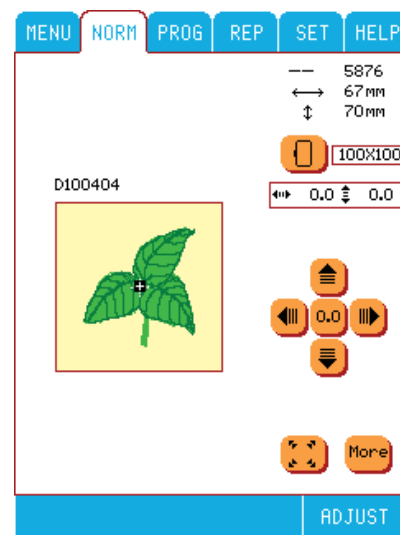 MENU NORM PROG REP SET HELP
5876
67MM
70MM
100X100
D100404
0.0 0.0
0.0
More
ADJUST